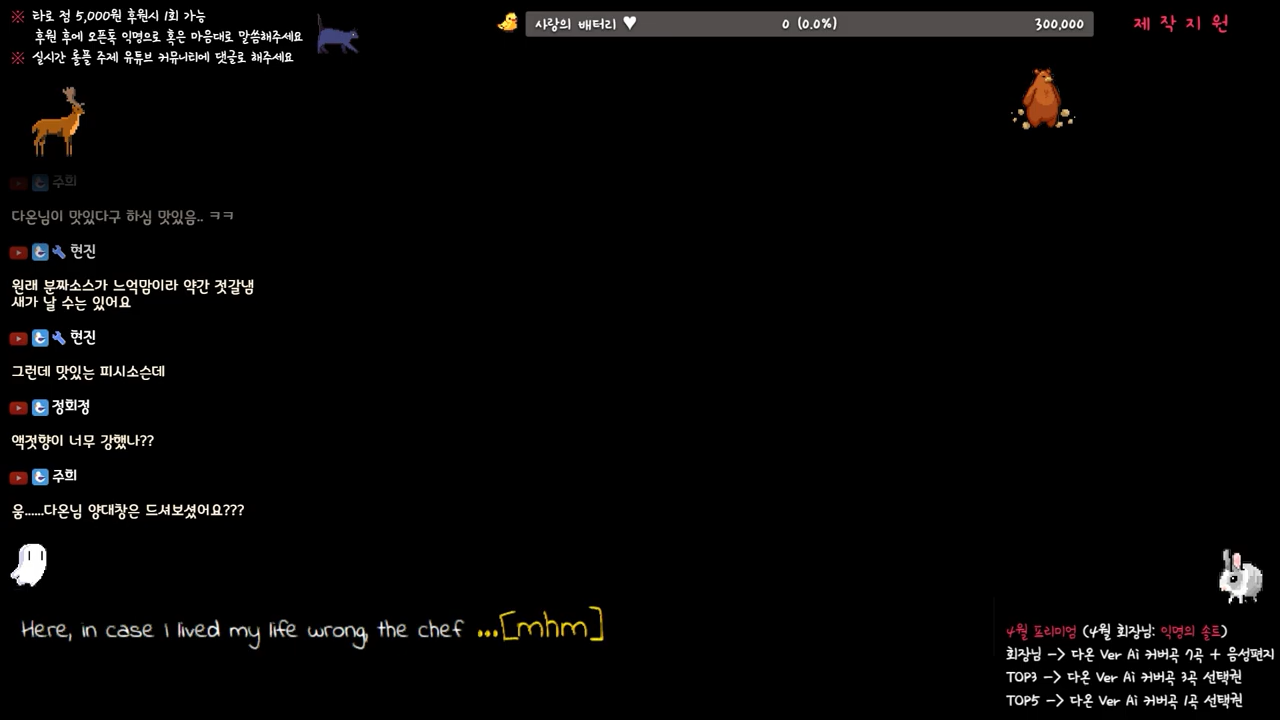 ※ 타로 점 5,000원 후원시 1회 가능
후원 후에 오픈톡 익명으로 혹은 마음대로 말씀해주세요
※ 실시간 롤플 주제 유튜브 커뮤니티에 댓글로 해주세요
사랑의 배터리 ♥ 0 (0.0%) 300,000
제 작 지 원
주희
다온님이 맛있다구 하심 맛있음.. ㅋㅋ
현진
원래 분짜소스가 느억맘이라 약간 젓갈냄
새가 날 수는 있어요
현진
그런데 맛있는 피시소슨데
정회정
액젓향이 너무 강했나??
주희
웅......다온님 양대창은 드셔보셨어요???
Here, in case I lived my life wrong, the chef ...[mhm]
4월 프리미엄 (4월 회장님: 익명의 솔트)
회장님 -> 다온 Ver Ai 커버곡 7곡 + 음성편지
TOP3 -> 다온 Ver Ai 커버곡 3곡 선택권
TOP5 -> 다온 Ver Ai 커버곡 1곡 선택권